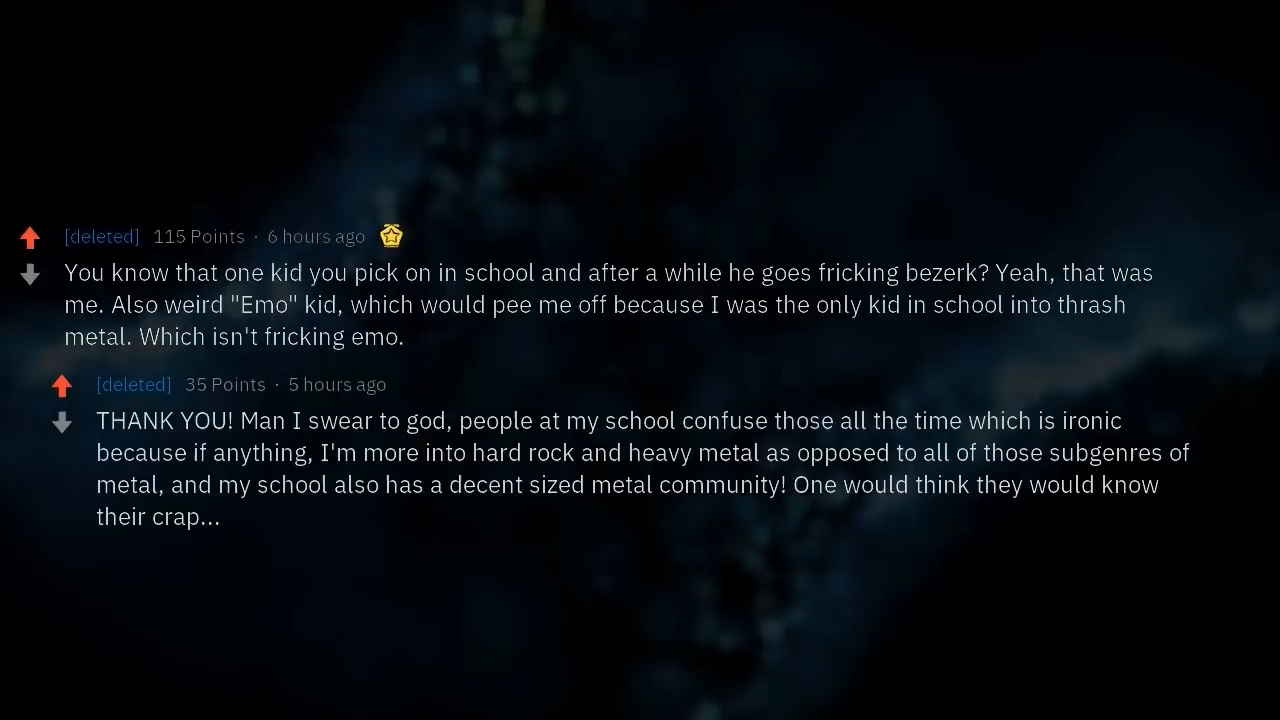 [deleted] 115 Points · 6 hours ago
You know that one kid you pick on in school and after a while he goes fricking bezerk? Yeah, that was
me. Also weird "Emo" kid, which would pee me off because I was the only kid in school into thrash
metal. Which isn't fricking emo.
[deleted] 35 Points · 5 hours ago
THANK YOU! Man I swear to god, people at my school confuse those all the time which is ironic
because if anything, I'm more into hard rock and heavy metal as opposed to all of those subgenres of
metal, and my school also has a decent sized metal community! One would think they would know
their crap...